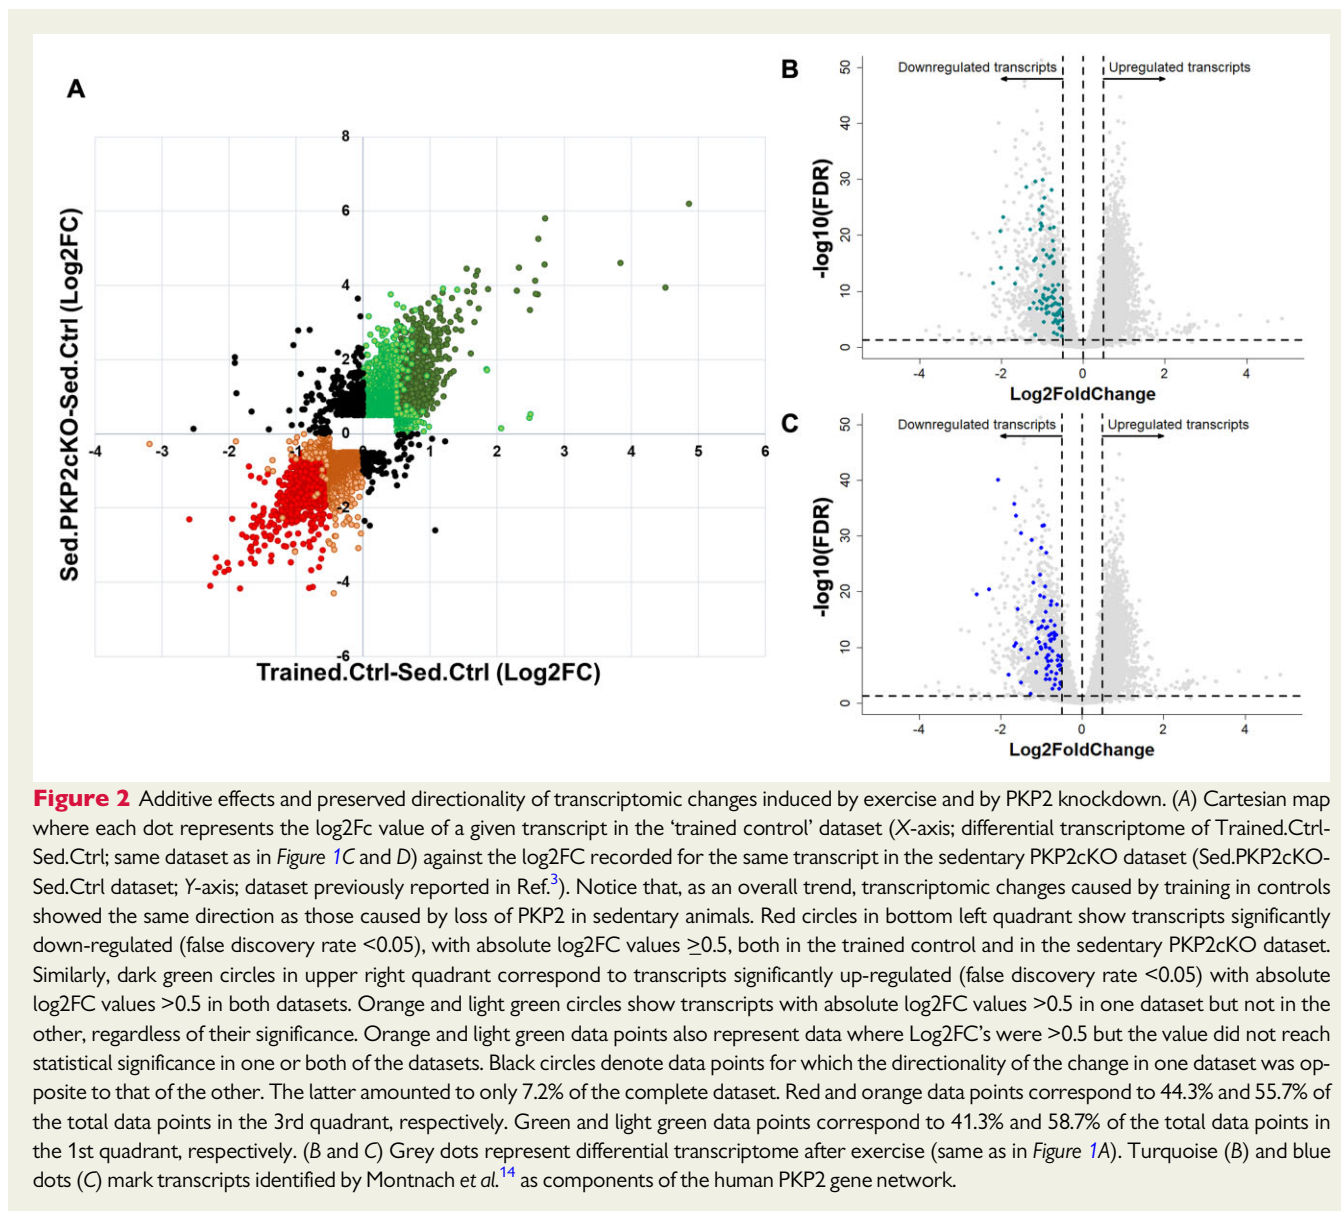 A
8
6
4
2
0
-2
-4
-6
-4 -3 -2 -1 1 2 3 4 5 6
Sed.PKP2cKO-Sed.Ctrl (Log2FC)
Trained.Ctrl-Sed.Ctrl (Log2FC)
B
Downregulated transcripts Upregulated transcripts
50
40
30
20
10
0
-log10(FDR)
-4 -2 0 2 4
Log2FoldChange
C
Downregulated transcripts Upregulated transcripts
50
40
30
20
10
0
-log10(FDR)
-4 -2 0 2 4
Log2FoldChange
Figure 2 Additive effects and preserved directionality of transcriptomic changes induced by exercise and by PKP2 knockdown. (A) Cartesian map
where each dot represents the log2Fc value of a given transcript in the ‘trained control’ dataset (X-axis; differential transcriptome of Trained.Ctrl-
Sed.Ctrl; same dataset as in Figure 1C and D) against the log2FC recorded for the same transcript in the sedentary PKP2cKO dataset (Sed.PKP2cKO-
Sed.Ctrl dataset; Y-axis; dataset previously reported in Ref.3). Notice that, as an overall trend, transcriptomic changes caused by training in controls
showed the same direction as those caused by loss of PKP2 in sedentary animals. Red circles in bottom left quadrant show transcripts significantly
down-regulated (false discovery rate <0.05), with absolute log2FC values ≥0.5, both in the trained control and in the sedentary PKP2cKO dataset.
Similarly, dark green circles in upper right quadrant correspond to transcripts significantly up-regulated (false discovery rate <0.05) with absolute
log2FC values >0.5 in both datasets. Orange and light green circles show transcripts with absolute log2FC values >0.5 in one dataset but not in the
other, regardless of their significance. Orange and light green data points also represent data where Log2FC’s were >0.5 but the value did not reach
statistical significance in one or both of the datasets. Black circles denote data points for which the directionality of the change in one dataset was op-
posite to that of the other. The latter amounted to only 7.2% of the complete dataset. Red and orange data points correspond to 44.3% and 55.7% of
the total data points in the 3rd quadrant, respectively. Green and light green data points correspond to 41.3% and 58.7% of the total data points in
the 1st quadrant, respectively. (B and C) Grey dots represent differential transcriptome after exercise (same as in Figure 1A). Turquoise (B) and blue
dots (C) mark transcripts identified by Montnach et al.14 as components of the human PKP2 gene network.